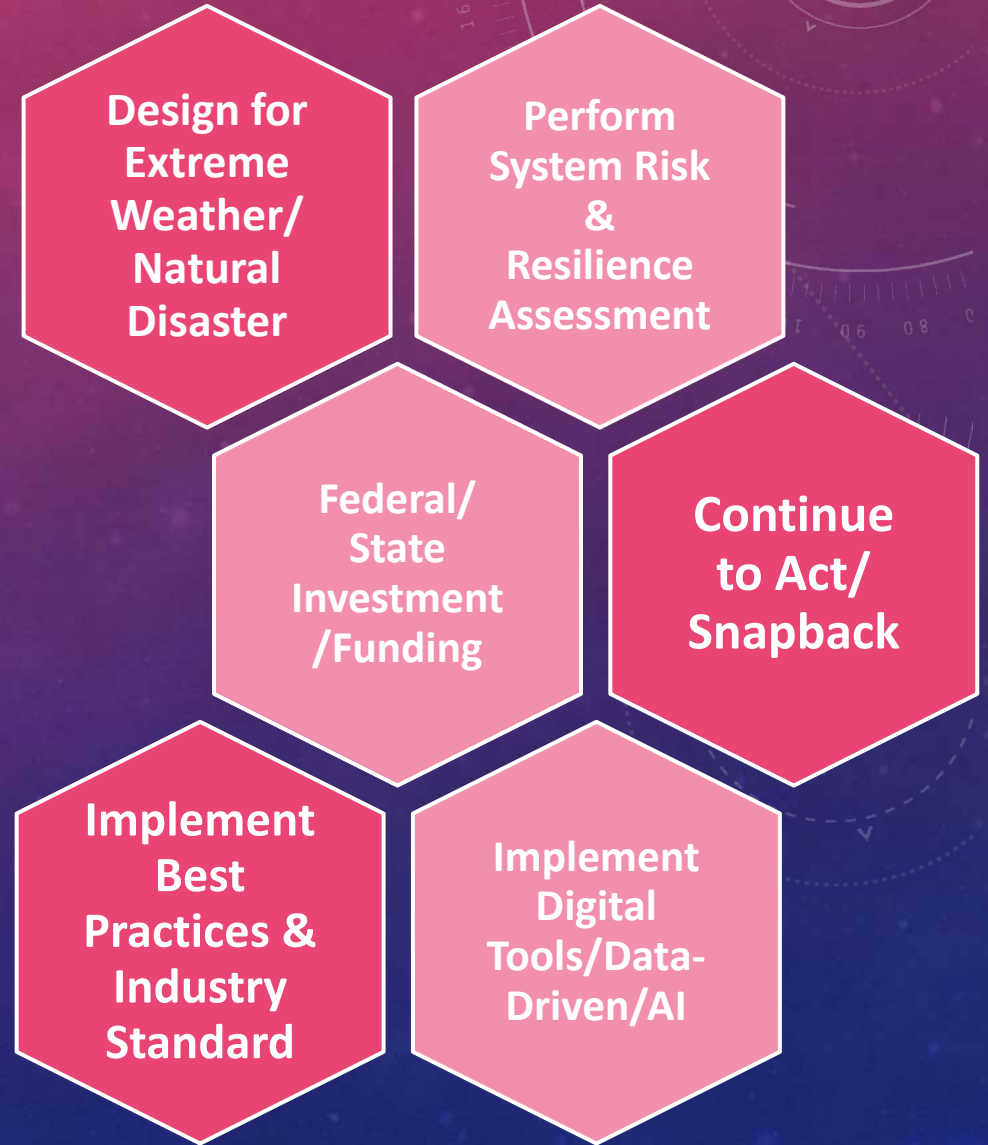 Design for
Extreme
Weather/
Natural
Disaster
Perform
System Risk
&
Resilience
Assessment
Federal/
State
Investment
/Funding
Continue
to Act/
Snapback
Implement
Best
Practices &
Industry
Standard
Implement
Digital
Tools/Data-
Driven/AI